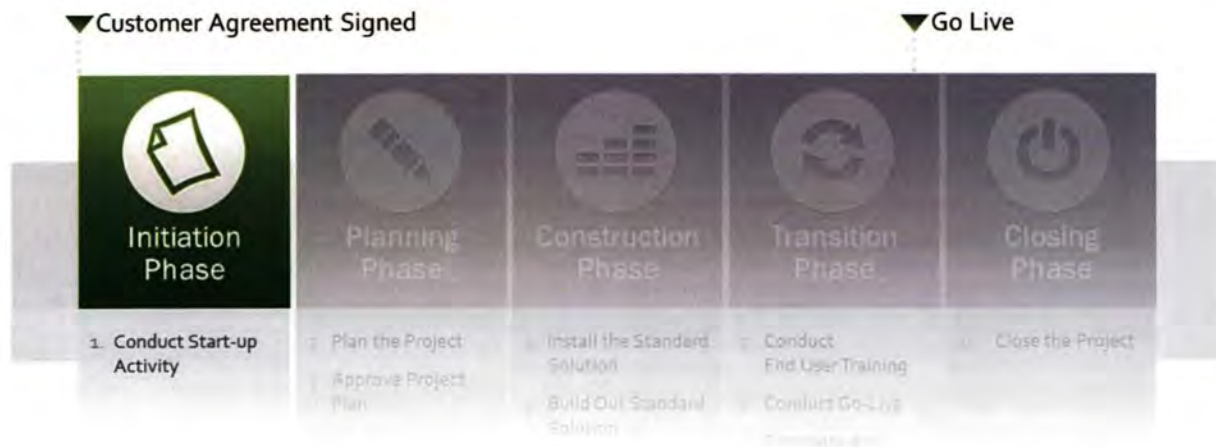 Customer Agreement Signed
Go Live
Initiation
Phase
Planning
Phase
Construction
Phase
Transition
Phase
Closing
Phase
1. Conduct Start-up
Activity
Plan the Project
Approve Project
Plan
Install the Standard
Solution
Build Out Standard
Solution
Conduct
End User Training
Conduct Go-Live
Close the Project